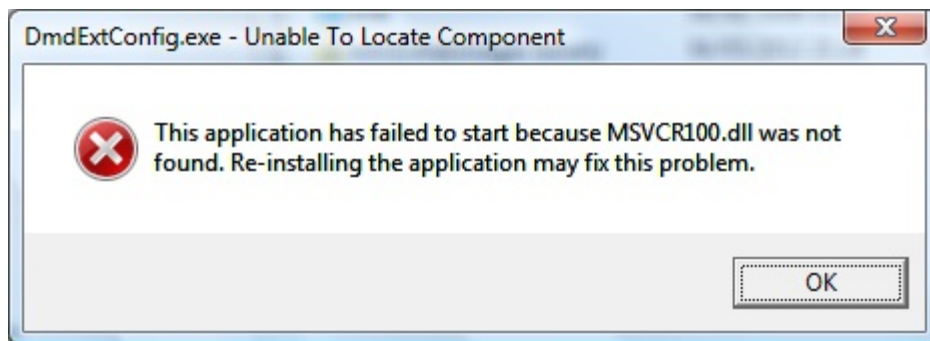 DmdExtConfig.exe - Unable To Locate Component
This application has failed to start because MSVCR100.dll was not
found. Re-installing the application may fix this problem.
OK